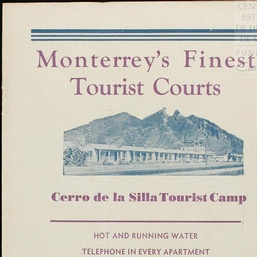 Monterrey's Finest
Tourist Courts
Cerro de la Silla Tourist Camp
HOT AND RUNNING WATER
TELEPHONE IN EVERY APARTMENT